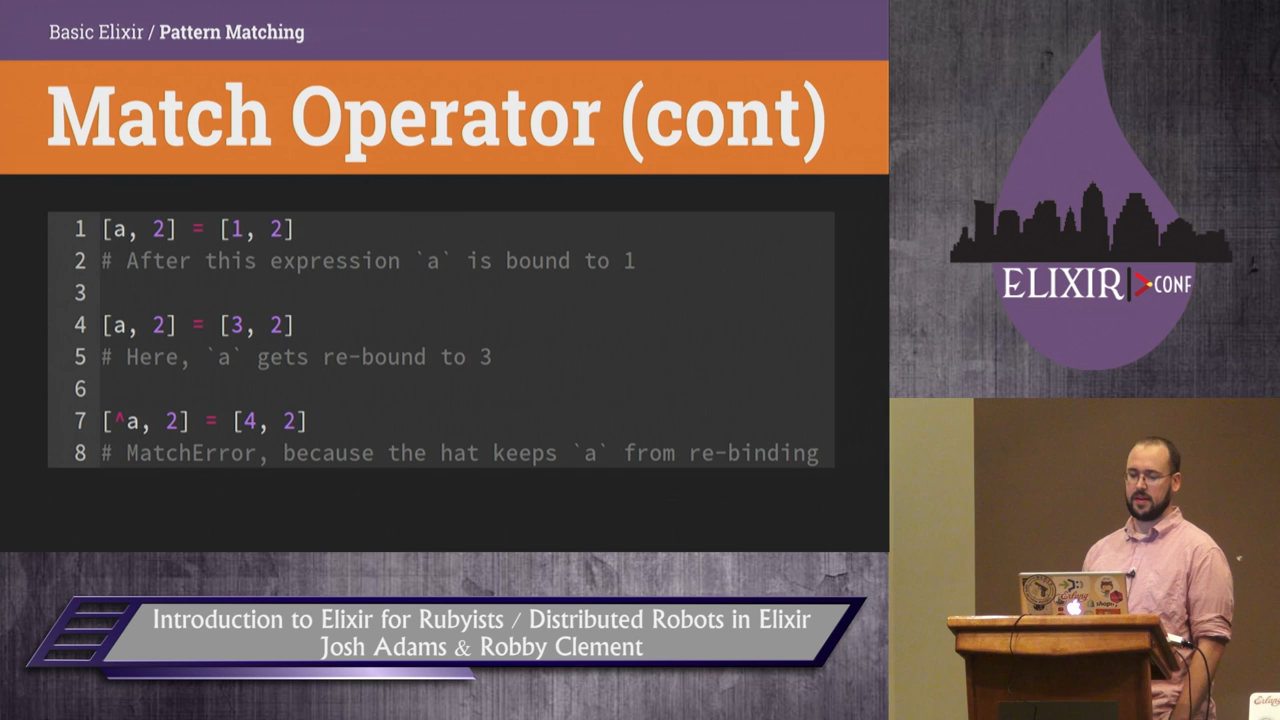 Basic Elixir / Pattern Matching
Match Operator (cont)
1 [a, 2] = [1, 2]
2 # After this expression `a` is bound to 1
3
4 [a, 2] = [3, 2]
5 # Here, `a` gets re-bound to 3
6
7 [^a, 2] = [4, 2]
8 # MatchError, because the hat keeps `a` from re-binding
ELIXIR|>CONF
Introduction to Elixir for Rubyists / Distributed Robots in Elixir
Josh Adams & Robby Clement
Erlang
Erlang